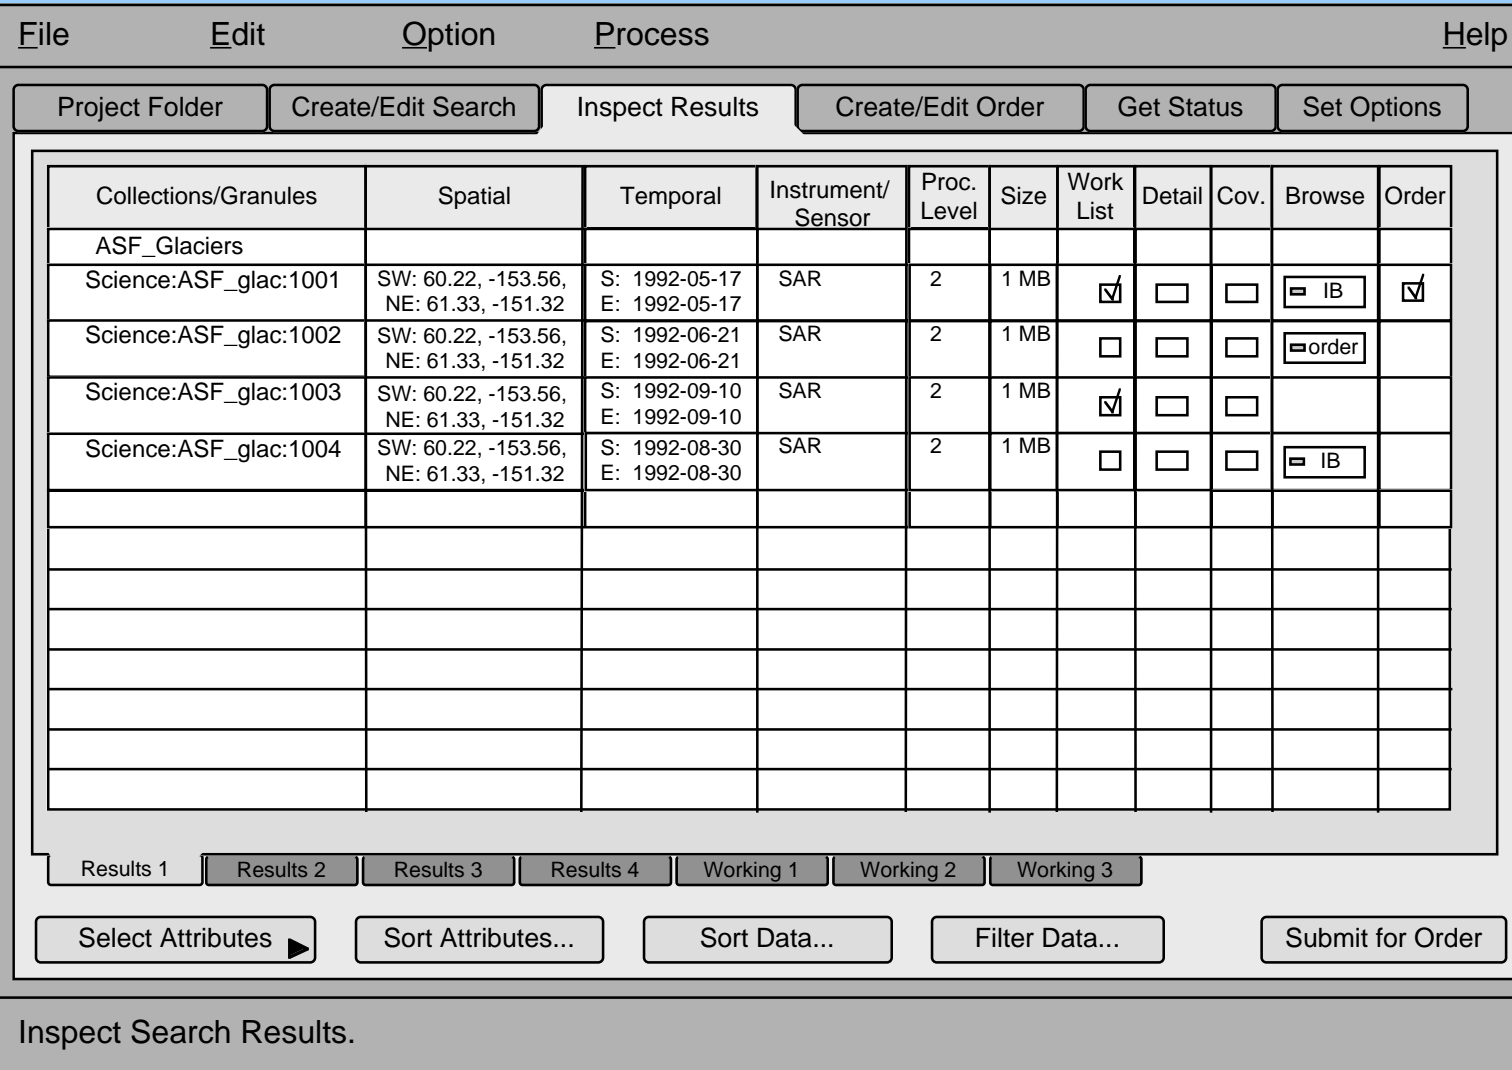 File Edit Option Process Help
Project Folder Create/Edit Search Inspect Results Create/Edit Order Get Status Set Options
Collections/Granules Spatial Temporal Instrument/ Sensor Proc. Level Size Work List Detail Cov. Browse Order
ASF_Glaciers
Science:ASF_glac:1001 SW: 60.22, -153.56, S: 1992-05-17 SAR 2 1 MB IB
NE: 61.33, -151.32 E: 1992-05-17
Science:ASF_glac:1002 SW: 60.22, -153.56, S: 1992-06-21 SAR 2 1 MB order
NE: 61.33, -151.32 E: 1992-06-21
Science:ASF_glac:1003 SW: 60.22, -153.56, S: 1992-09-10 SAR 2 1 MB
NE: 61.33, -151.32 E: 1992-09-10
Science:ASF_glac:1004 SW: 60.22, -153.56, S: 1992-08-30 SAR 2 1 MB IB
NE: 61.33, -151.32 E: 1992-08-30
Results 1 Results 2 Results 3 Results 4 Working 1 Working 2 Working 3
Select Attributes Sort Attributes... Sort Data... Filter Data... Submit for Order
Inspect Search Results.